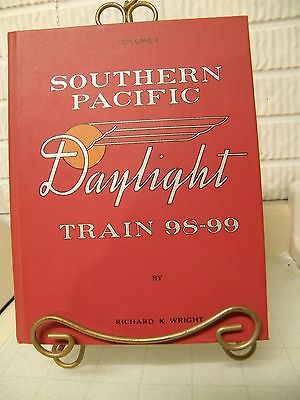 VOLUME I
SOUTHERN
PACIFIC
Daylight
TRAIN 98-99
BY
RICHARD K. WRIGHT